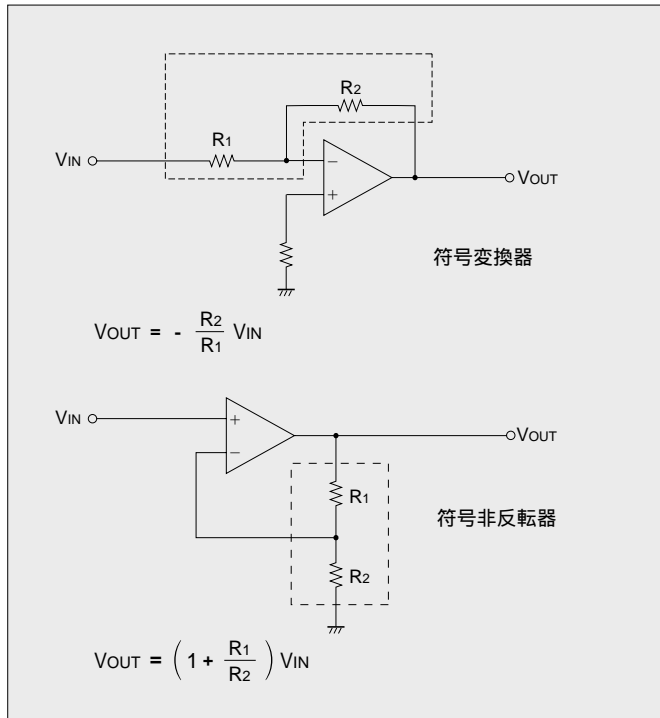 R2
R1
VIN
−
+
VOUT
符号変換器
VOUT = - R2/R1 VIN
VIN
+
−
VOUT
R1
符号非反転器
R2
VOUT = ( 1 + R1/R2 ) VIN